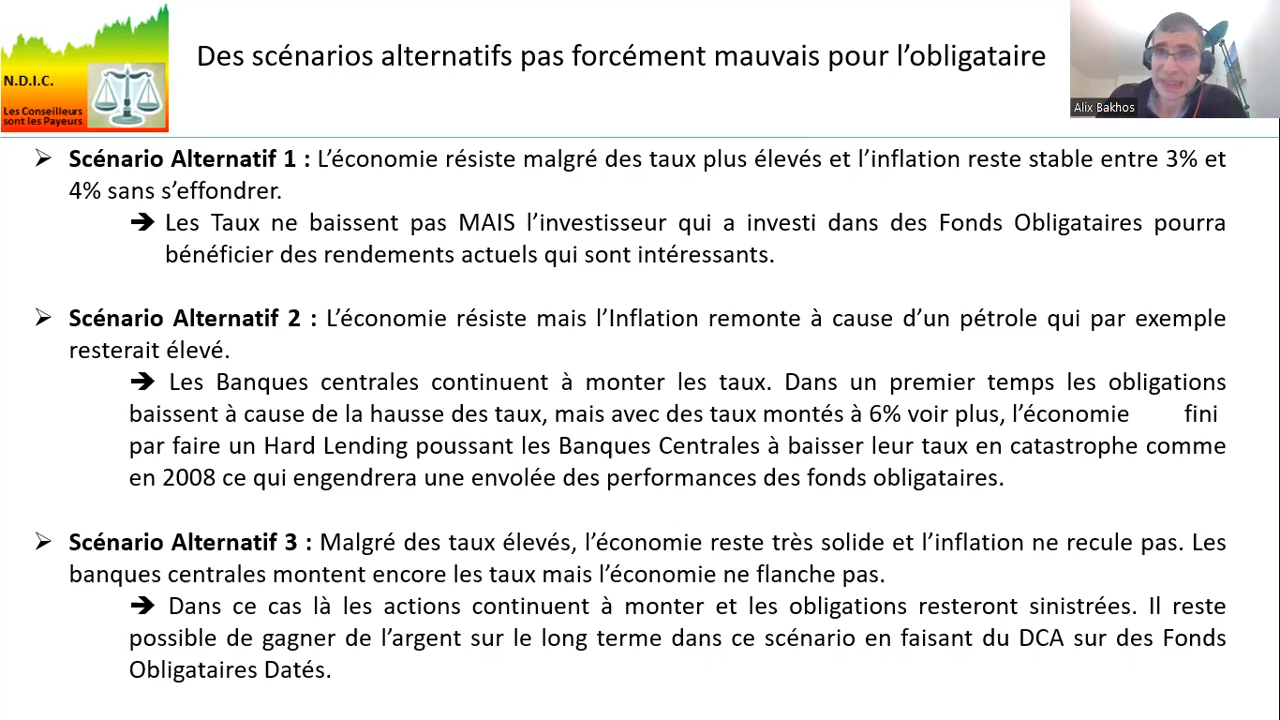 Des scénarios alternatifs pas forcément mauvais pour l’obligataire
N.D.I.C.
Les Conseilleurs
sont les Payeurs
Alix Bakhos
➢ Scénario Alternatif 1 : L’économie résiste malgré des taux plus élevés et l’inflation reste stable entre 3% et
4% sans s’effondrer.
➔ Les Taux ne baissent pas MAIS l’investisseur qui a investi dans des Fonds Obligataires pourra
bénéficier des rendements actuels qui sont intéressants.
➢ Scénario Alternatif 2 : L’économie résiste mais l’Inflation remonte à cause d’un pétrole qui par exemple
resterait élevé.
➔ Les Banques centrales continuent à monter les taux. Dans un premier temps les obligations
baissent à cause de la hausse des taux, mais avec des taux montés à 6% voir plus, l’économie fini
par faire un Hard Lending poussant les Banques Centrales à baisser leur taux en catastrophe comme
en 2008 ce qui engendrera une envolée des performances des fonds obligataires.
➢ Scénario Alternatif 3 : Malgré des taux élevés, l’économie reste très solide et l’inflation ne recule pas. Les
banques centrales montent encore les taux mais l’économie ne flanche pas.
➔ Dans ce cas là les actions continuent à monter et les obligations resteront sinistrées. Il reste
possible de gagner de l’argent sur le long terme dans ce scénario en faisant du DCA sur des Fonds
Obligataires Datés.